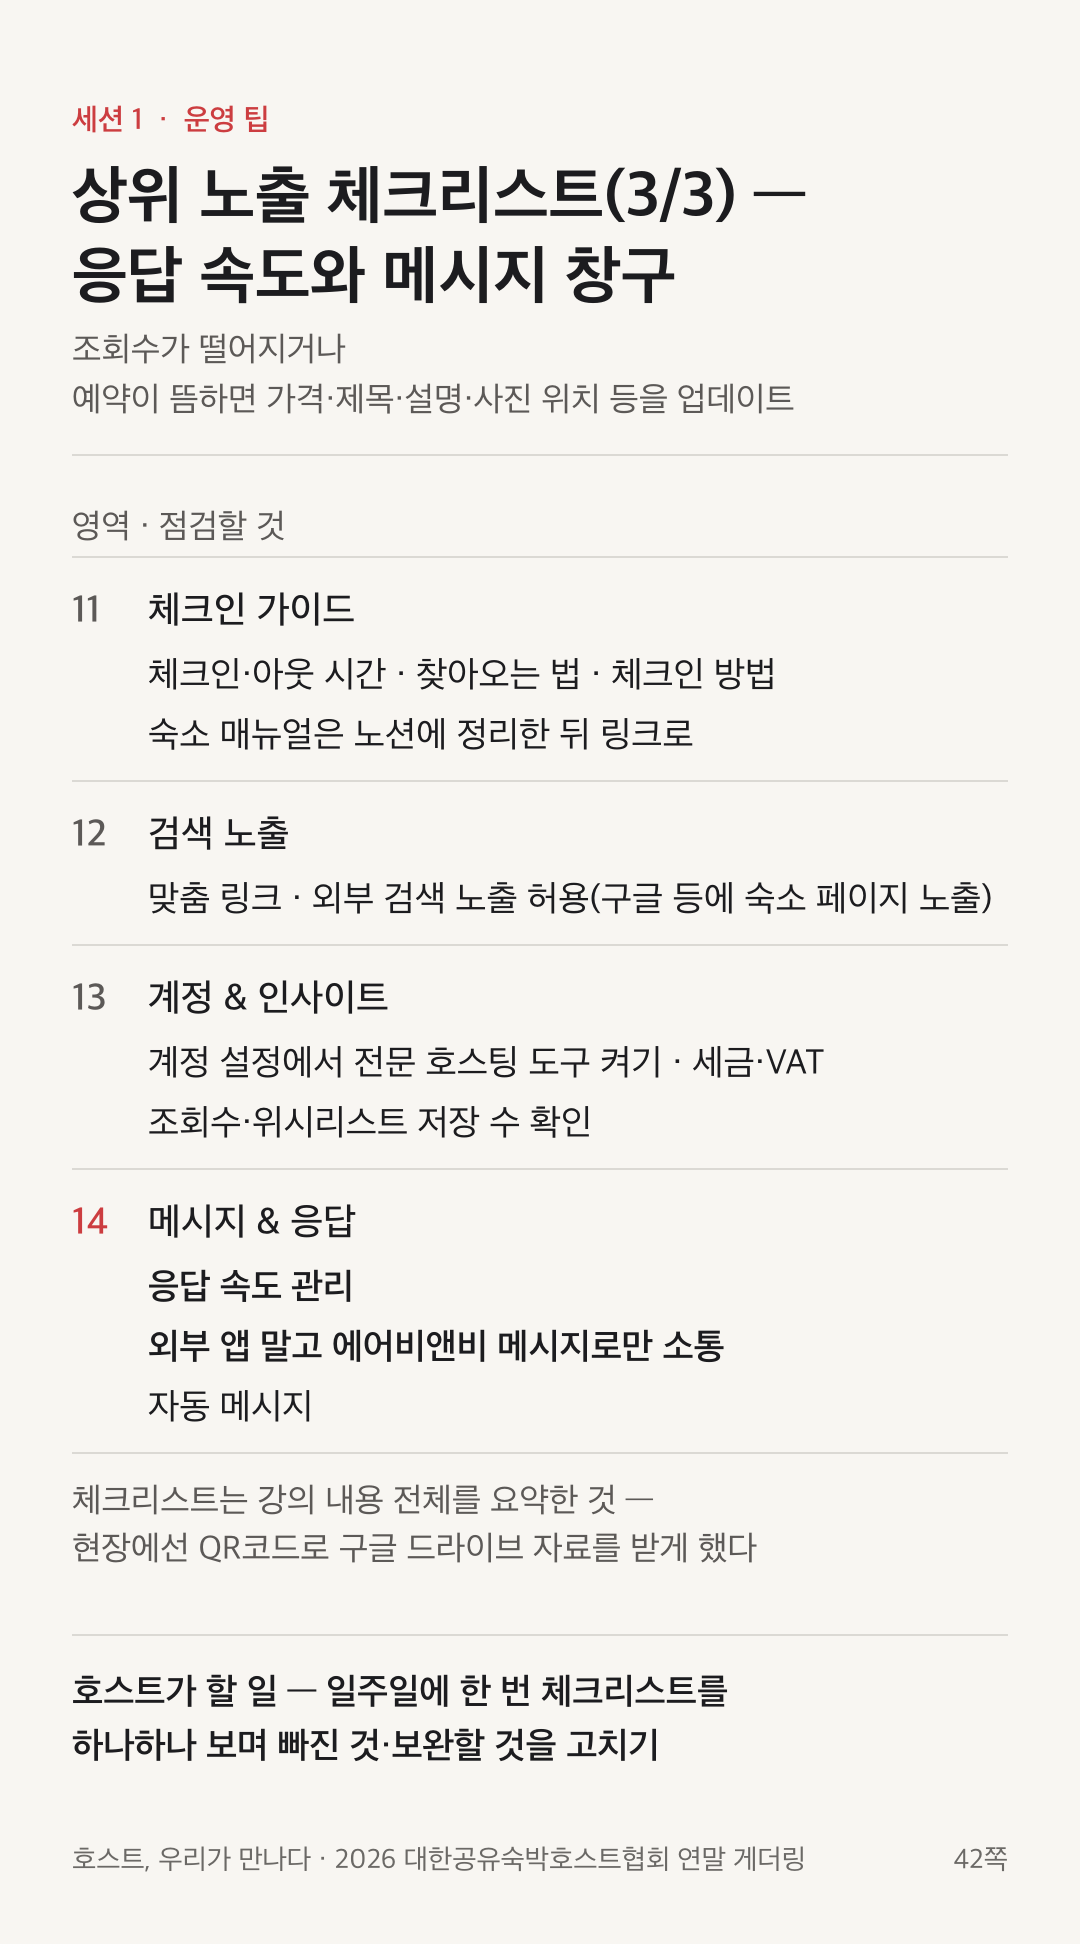 세션 1 · 운영 팁
상위 노출 체크리스트(3/3) —
응답 속도와 메시지 창구
조회수가 떨어지거나
예약이 뜸하면 가격·제목·설명·사진 위치 등을 업데이트
영역 · 점검할 것
11 체크인 가이드
체크인·아웃 시간 · 찾아오는 법 · 체크인 방법
숙소 매뉴얼은 노션에 정리한 뒤 링크로
12 검색 노출
맞춤 링크 · 외부 검색 노출 허용(구글 등에 숙소 페이지 노출)
13 계정 & 인사이트
계정 설정에서 전문 호스팅 도구 켜기 · 세금·VAT
조회수·위시리스트 저장 수 확인
14 메시지 & 응답
응답 속도 관리
외부 앱 말고 에어비앤비 메시지로만 소통
자동 메시지
체크리스트는 강의 내용 전체를 요약한 것 —
현장에선 QR코드로 구글 드라이브 자료를 받게 했다
호스트가 할 일 — 일주일에 한 번 체크리스트를
하나하나 보며 빠진 것·보완할 것을 고치기
호스트, 우리가 만나다 · 2026 대한공유숙박호스트협회 연말 게더링 42쪽